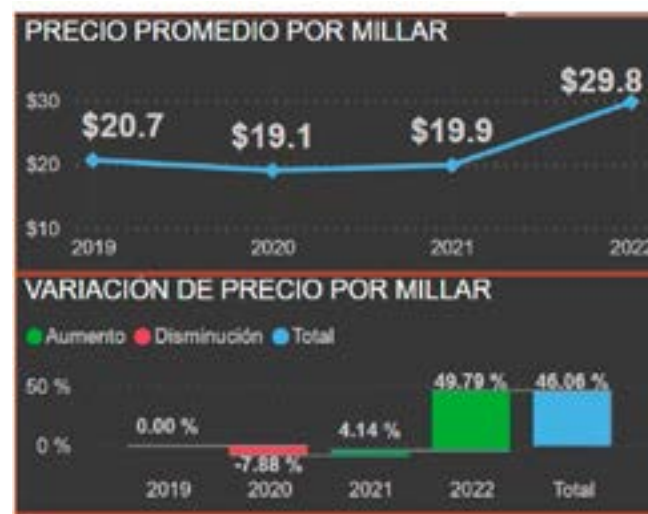 PRECIO PROMEDIO POR MILLAR
$29.8
$30
$20.7
$19.1
$19.9
$20
$10
2019 2020 2021 2022
VARIACIÓN DE PRECIO POR MILLAR
Aumento Disminución Total
50 %
49.79 % 46.06 %
0.00 %
4.14 %
0 %
-7.88 %
2019 2020 2021 2022 Total